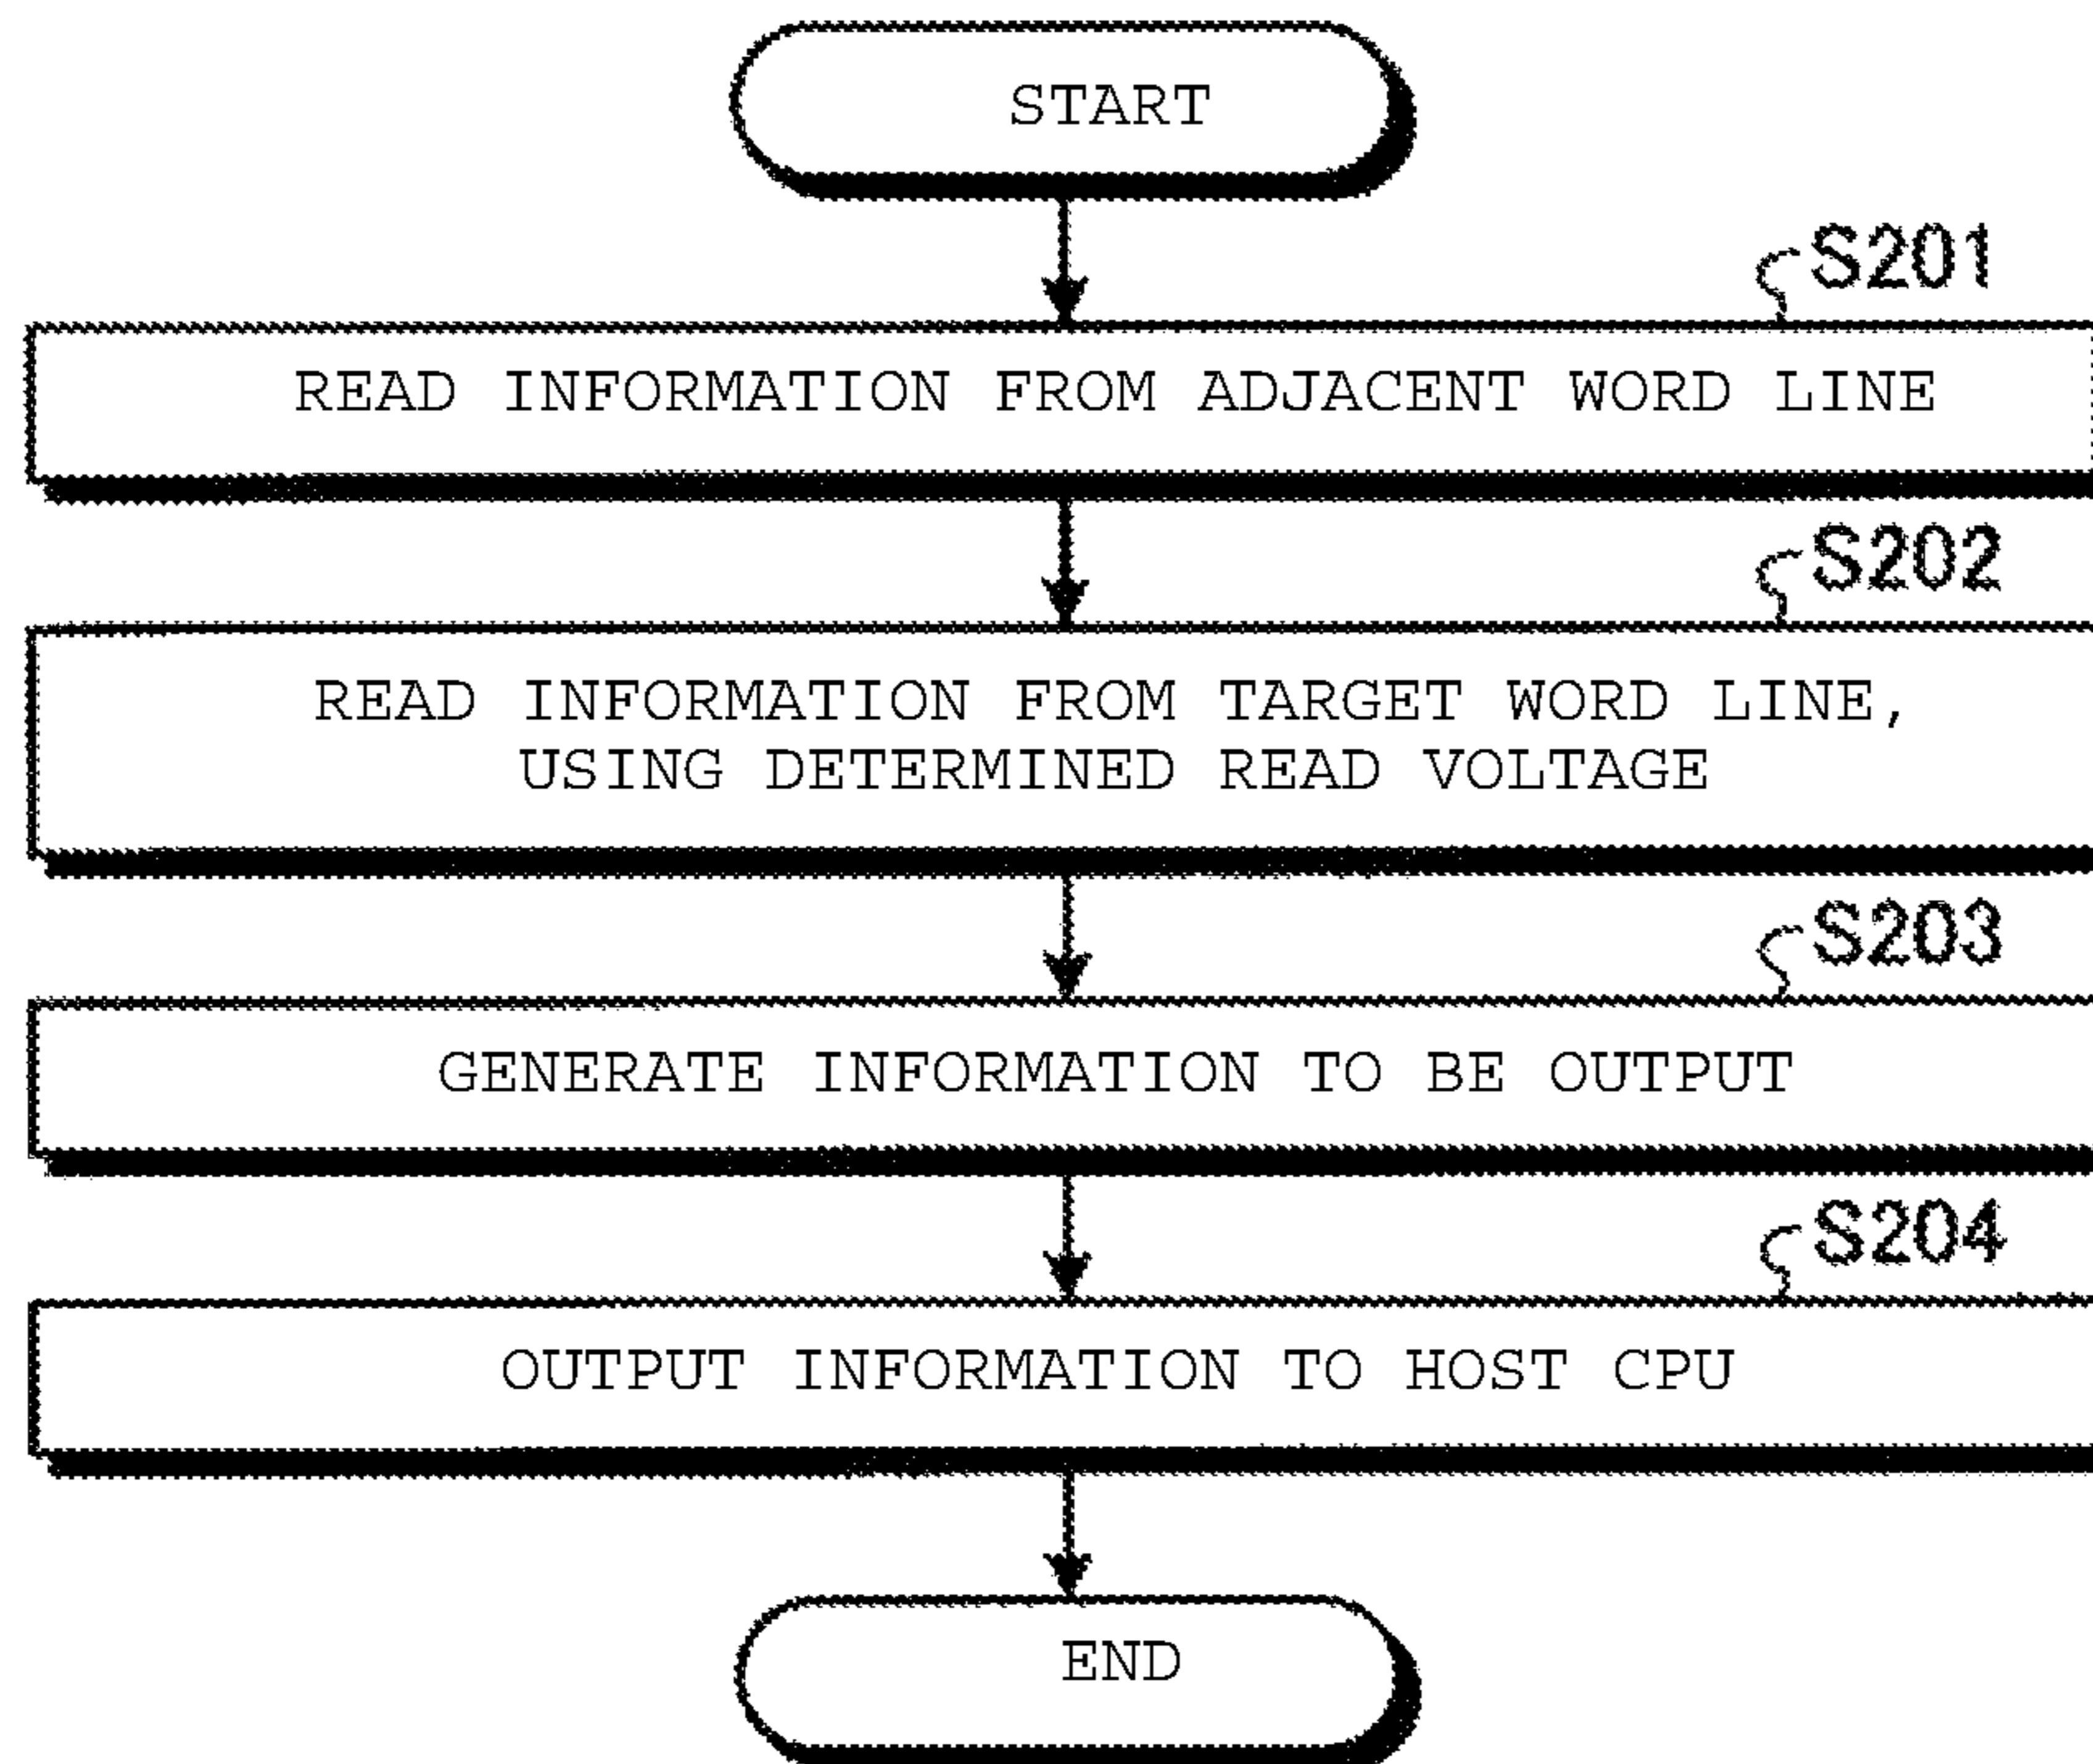 START
S201
READ INFORMATION FROM ADJACENT WORD LINE
S202
READ INFORMATION FROM TARGET WORD LINE,
USING DETERMINED READ VOLTAGE
S203
GENERATE INFORMATION TO BE OUTPUT
S204
OUTPUT INFORMATION TO HOST CPU
END